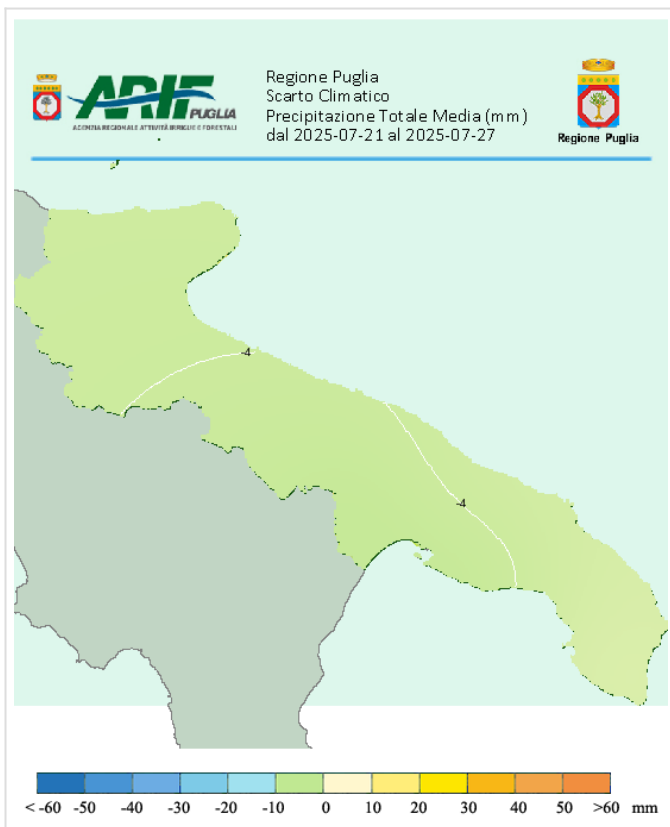 ARIF
PUGLIA
AGENZIA REGIONALE ATTIVITÀ IRRIGUE E FORESTALI
Regione Puglia
Scarto Climatico
Precipitazione Totale Media (mm)
dal 2025-07-21 al 2025-07-27
Regione Puglia
-4
-4
< -60 -50 -40 -30 -20 -10 0 10 20 30 40 50 >60 mm